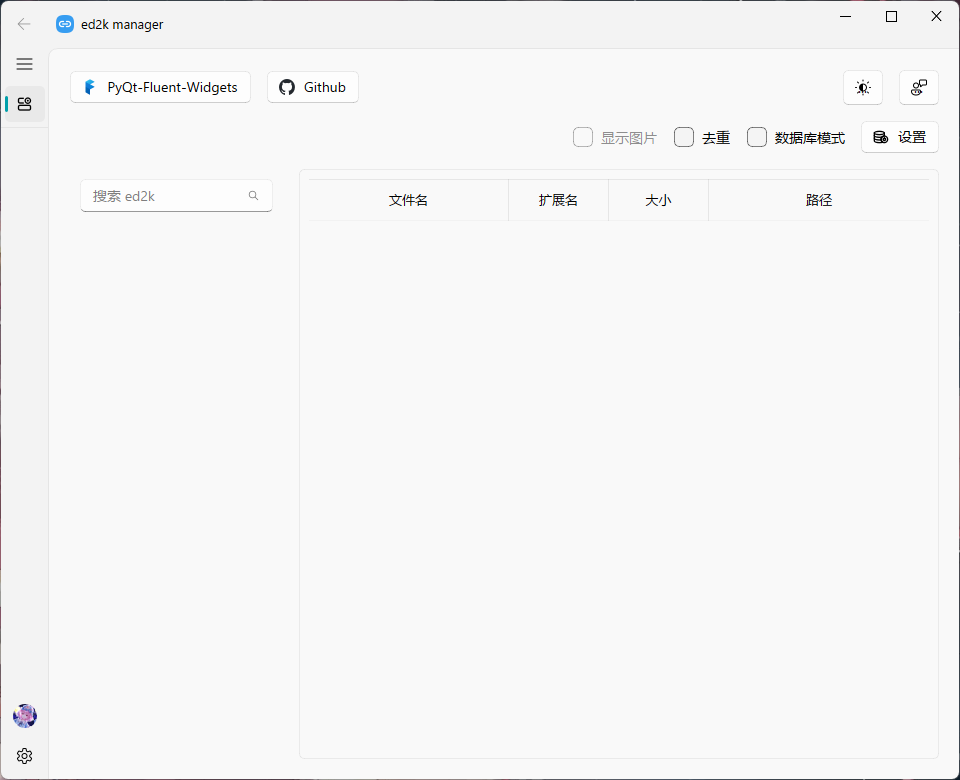 ed2k manager
PyQt-Fluent-Widgets
Github
显示图片
去重
数据库模式
设置
搜索 ed2k
文件名
扩展名
大小
路径